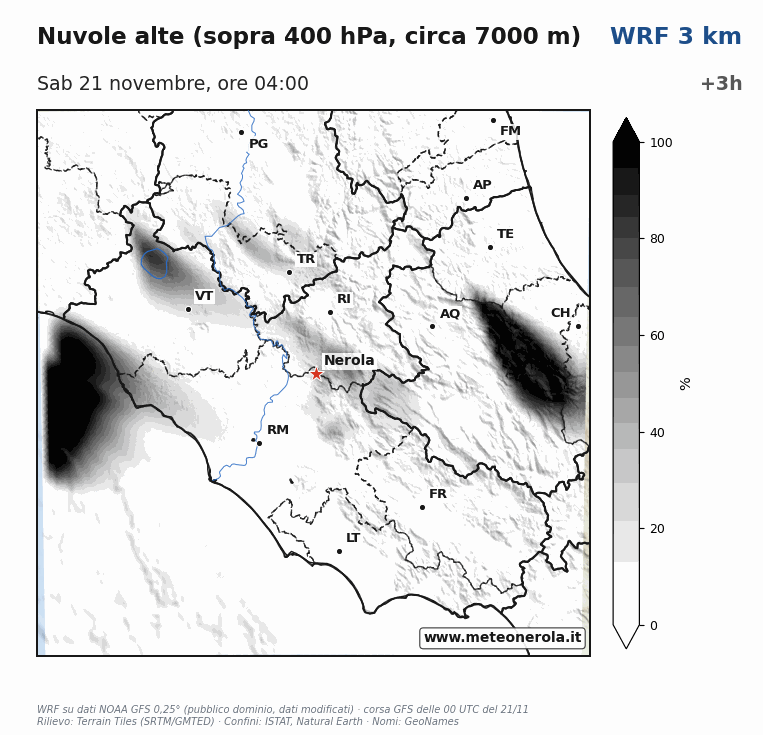 Nuvole alte (sopra 400 hPa, circa 7000 m) WRF 3 km
Sab 21 novembre, ore 04:00 +3h
FM
PG
AP
TE
TR
VT
RI
AQ
CH.
Nerola
RM
FR
LT
www.meteonerola.it
100
80
60
40
20
0
%
WRF su dati NOAA GFS 0,25° (pubblico dominio, dati modificati) · corsa GFS delle 00 UTC del 21/11
Rilievo: Terrain Tiles (SRTM/GMTED) · Confini: ISTAT, Natural Earth · Nomi: GeoNames